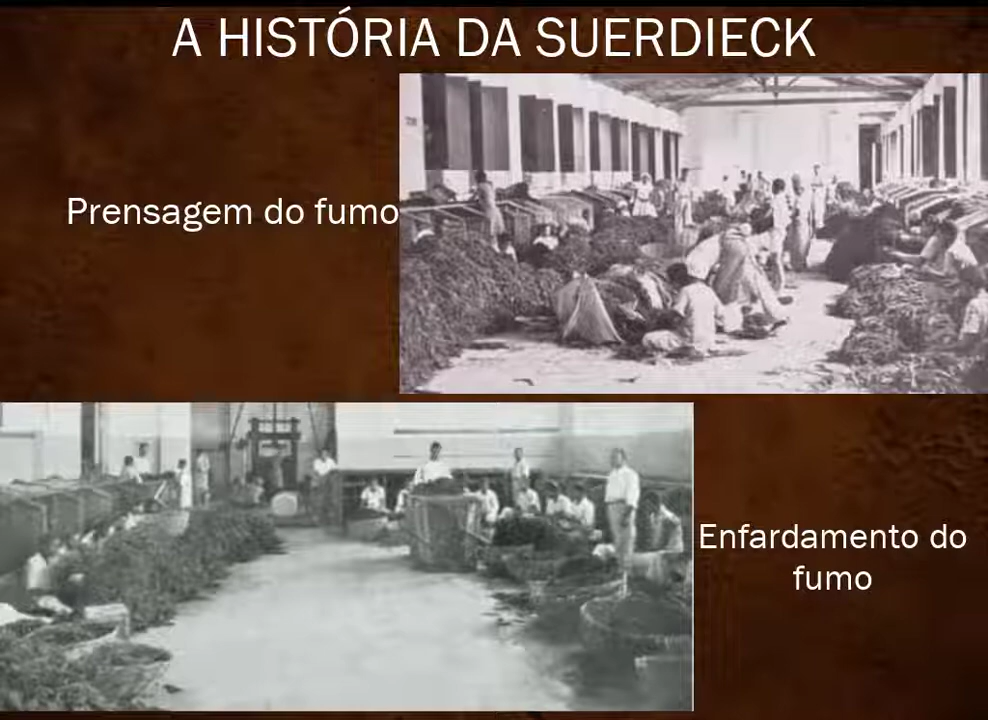 A HISTÓRIA DA SUERDIECK
Prensagem do fumo
Enfardamento do
fumo